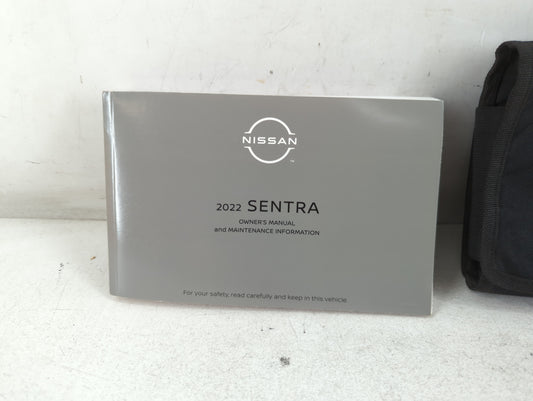 NISSAN
2022 SENTRA
OWNER'S MANUAL
and MAINTENANCE INFORMATION
For your safety, read carefully and keep in this vehicle